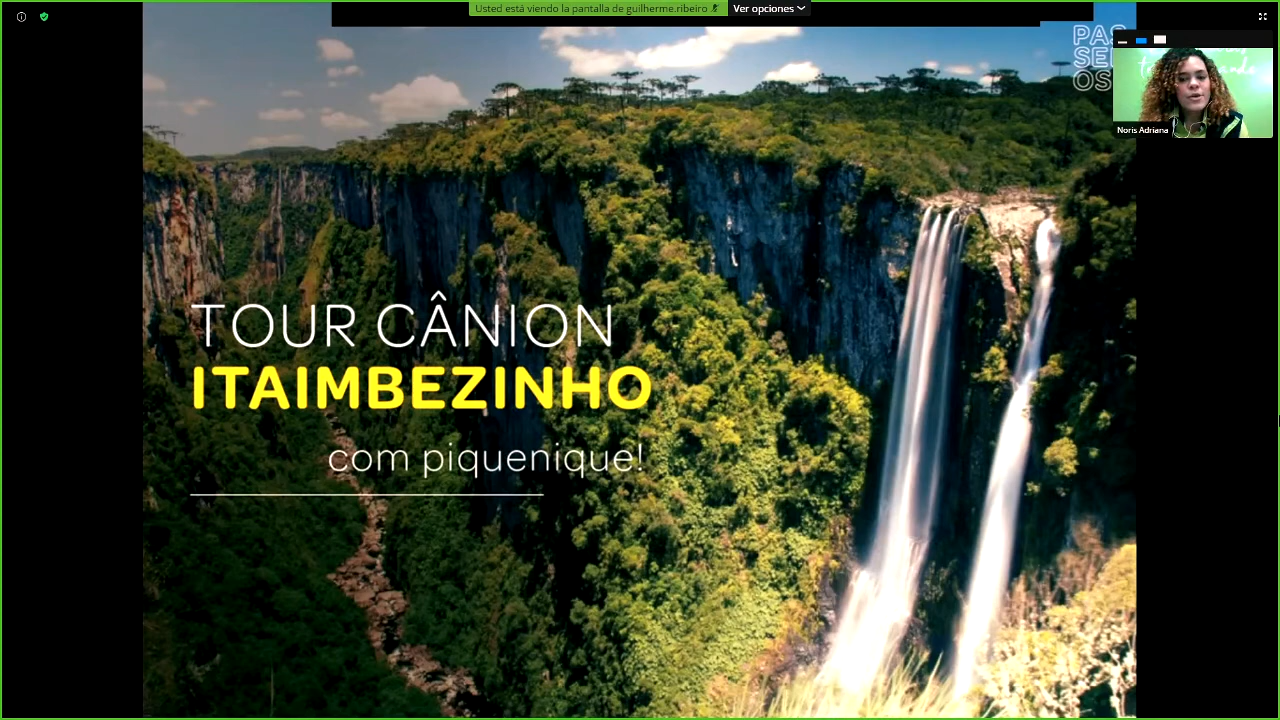 Usted está viendo la pantalla de guilherme.ribeiro
Ver opciones
TOUR CÂNION
ITAIMBEZINHO
com piquenique!
Noris Adriana